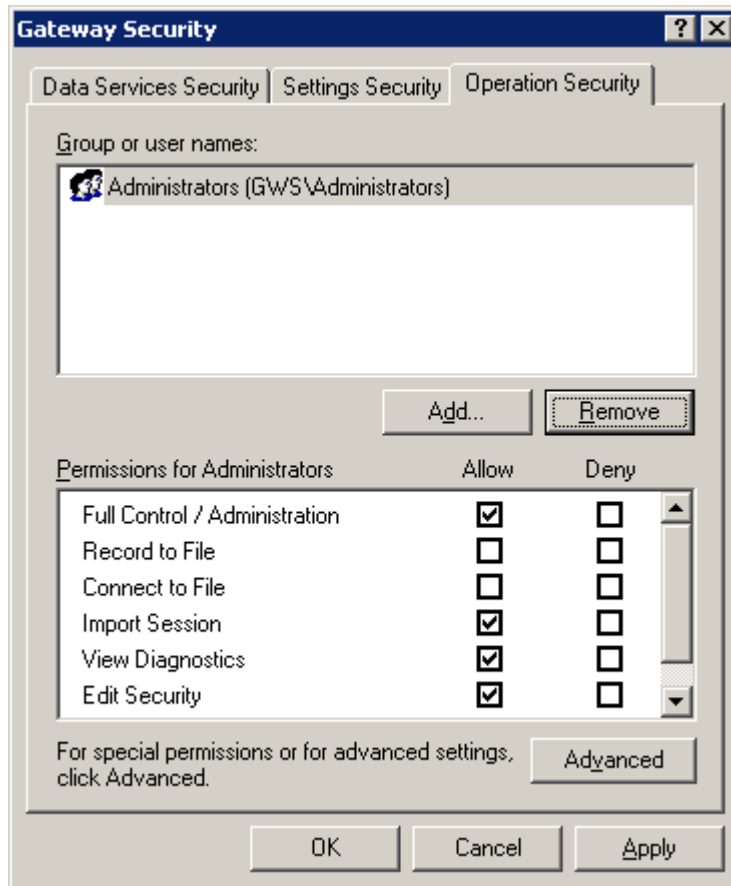 Gateway Security
Data Services Security Settings Security Operation Security
Group or user names:
Administrators (GWS\Administrators)
Add... Remove
Permissions for Administrators Allow Deny
Full Control / Administration
Record to File
Connect to File
Import Session
View Diagnostics
Edit Security
For special permissions or for advanced settings,
click Advanced.
Advanced
OK Cancel Apply